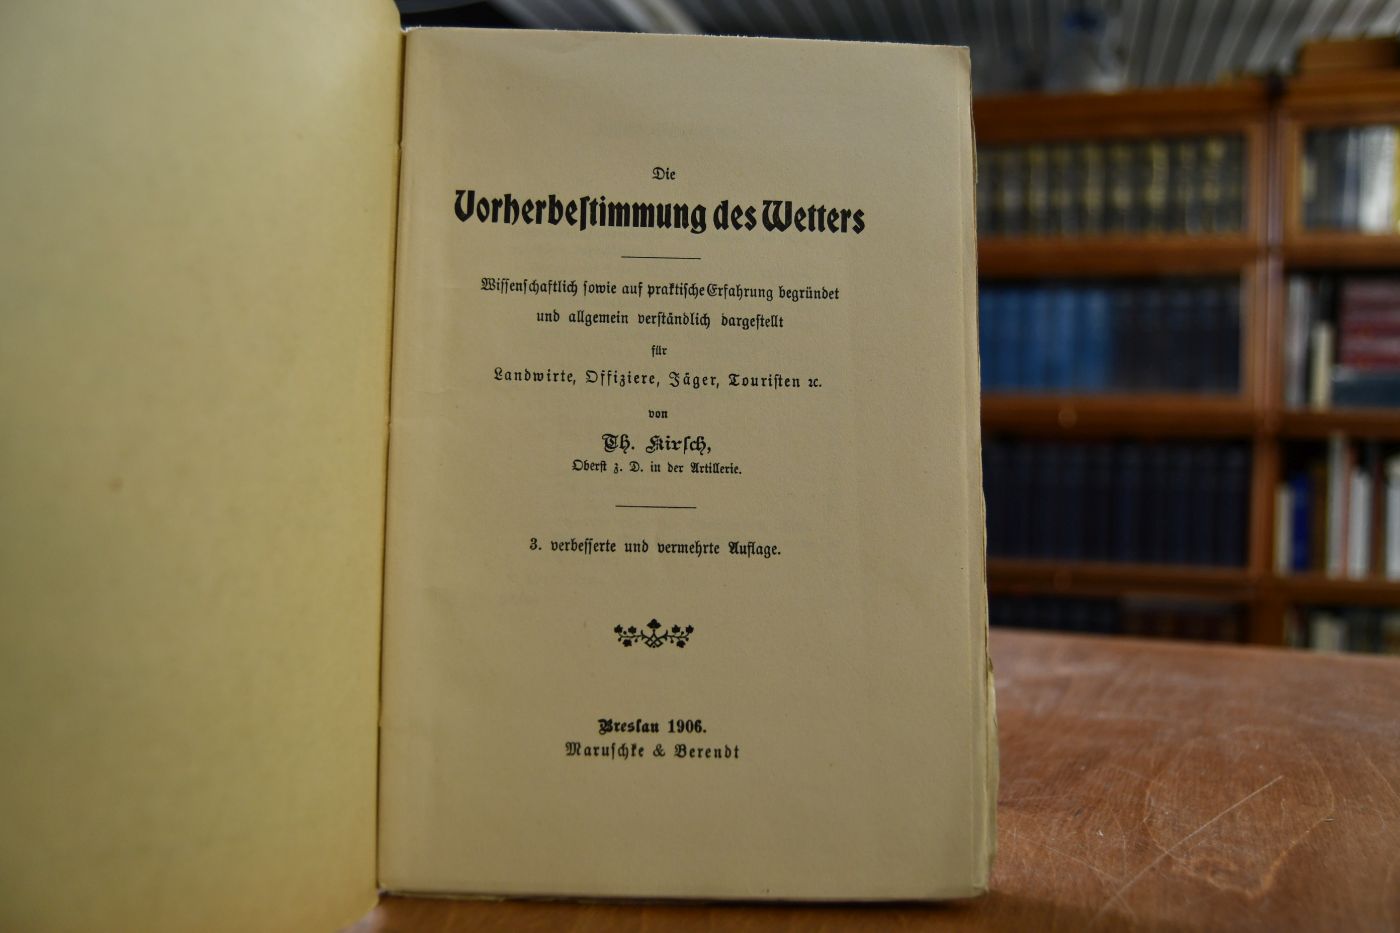 Die
Vorherbeſtimmung des Wetters
Wiſſenſchaftlich ſowie auf praktiſche Erfahrung begründet
und allgemein verſtändlich dargeſtellt
für
Landwirte, Offiziere, Jäger, Touriſten ꝛc.
von
Th. Kirſch,
Oberſt z. D. in der Artillerie.
3. verbeſſerte und vermehrte Auflage.
Breslau 1906.
Maruſchke & Berendt